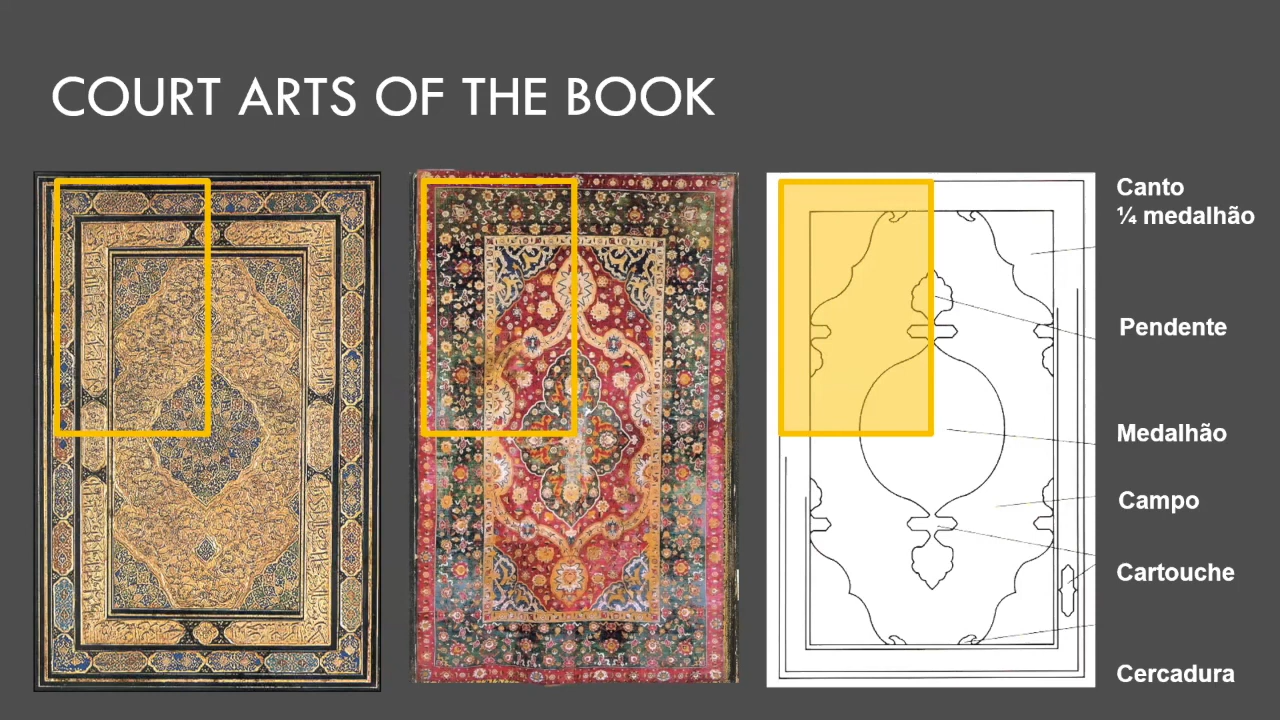 COURT ARTS OF THE BOOK
Canto
¼ medalhão
Pendente
Medalhão
Campo
Cartouche
Cercadura